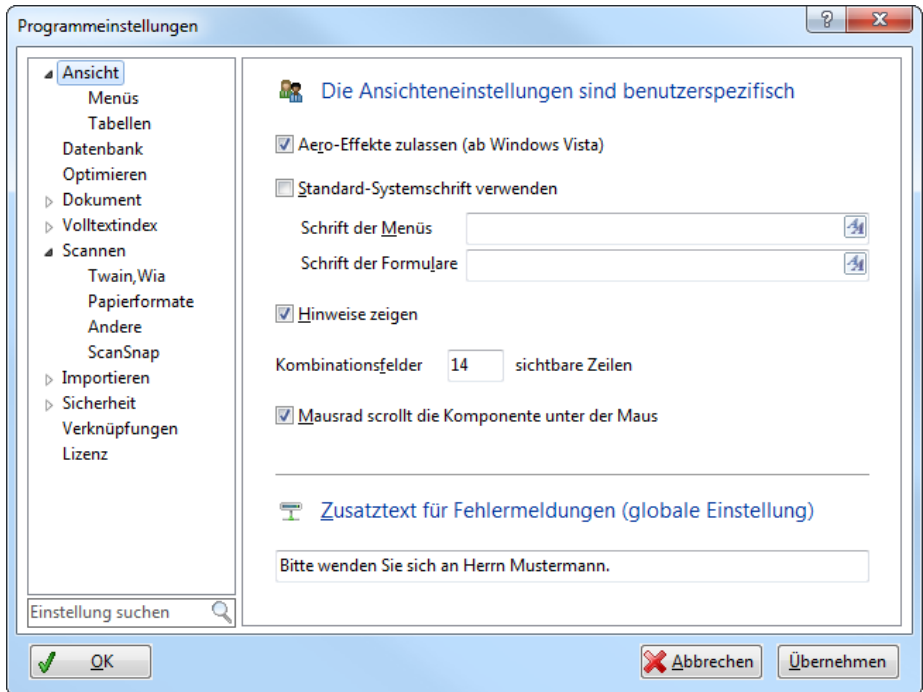 Programmeinstellungen
Ansicht
Menüs
Tabellen
Datenbank
Optimieren
Dokument
Volltextindex
Scannen
Twain,Wia
Papierformate
Andere
ScanSnap
Importieren
Sicherheit
Verknüpfungen
Lizenz
Einstellung suchen
Die Ansichteneinstellungen sind benutzerspezifisch
Aero-Effekte zulassen (ab Windows Vista)
Standard-Systemschrift verwenden
Schrift der Menüs
Schrift der Formulare
Hinweise zeigen
Kombinationsfelder 14 sichtbare Zeilen
Mausrad scrollt die Komponente unter der Maus
Zusatztext für Fehlermeldungen (globale Einstellung)
Bitte wenden Sie sich an Herrn Mustermann.
OK Abbrechen Übernehmen